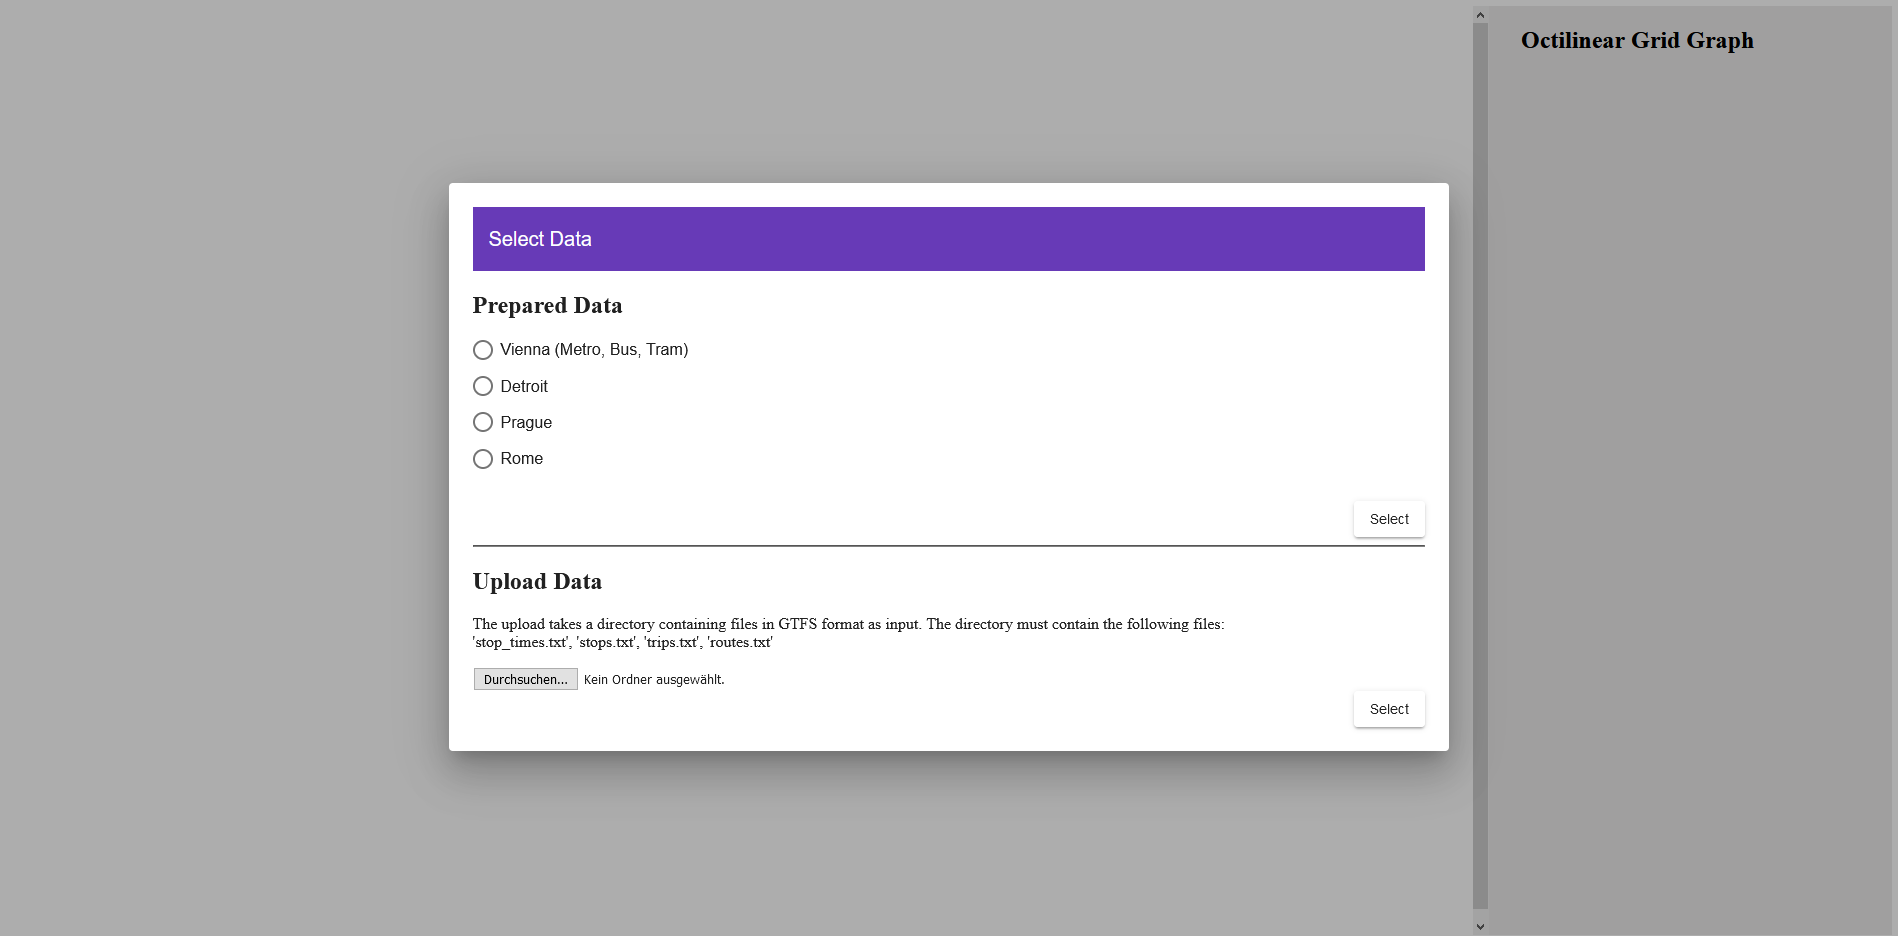 Octilinear Grid Graph
Select Data
Prepared Data
Vienna (Metro, Bus, Tram)
Detroit
Prague
Rome
Select
Upload Data
The upload takes a directory containing files in GTFS format as input. The directory must contain the following files:
'stop_times.txt', 'stops.txt', 'trips.txt', 'routes.txt'
Durchsuchen... Kein Ordner ausgewählt.
Select